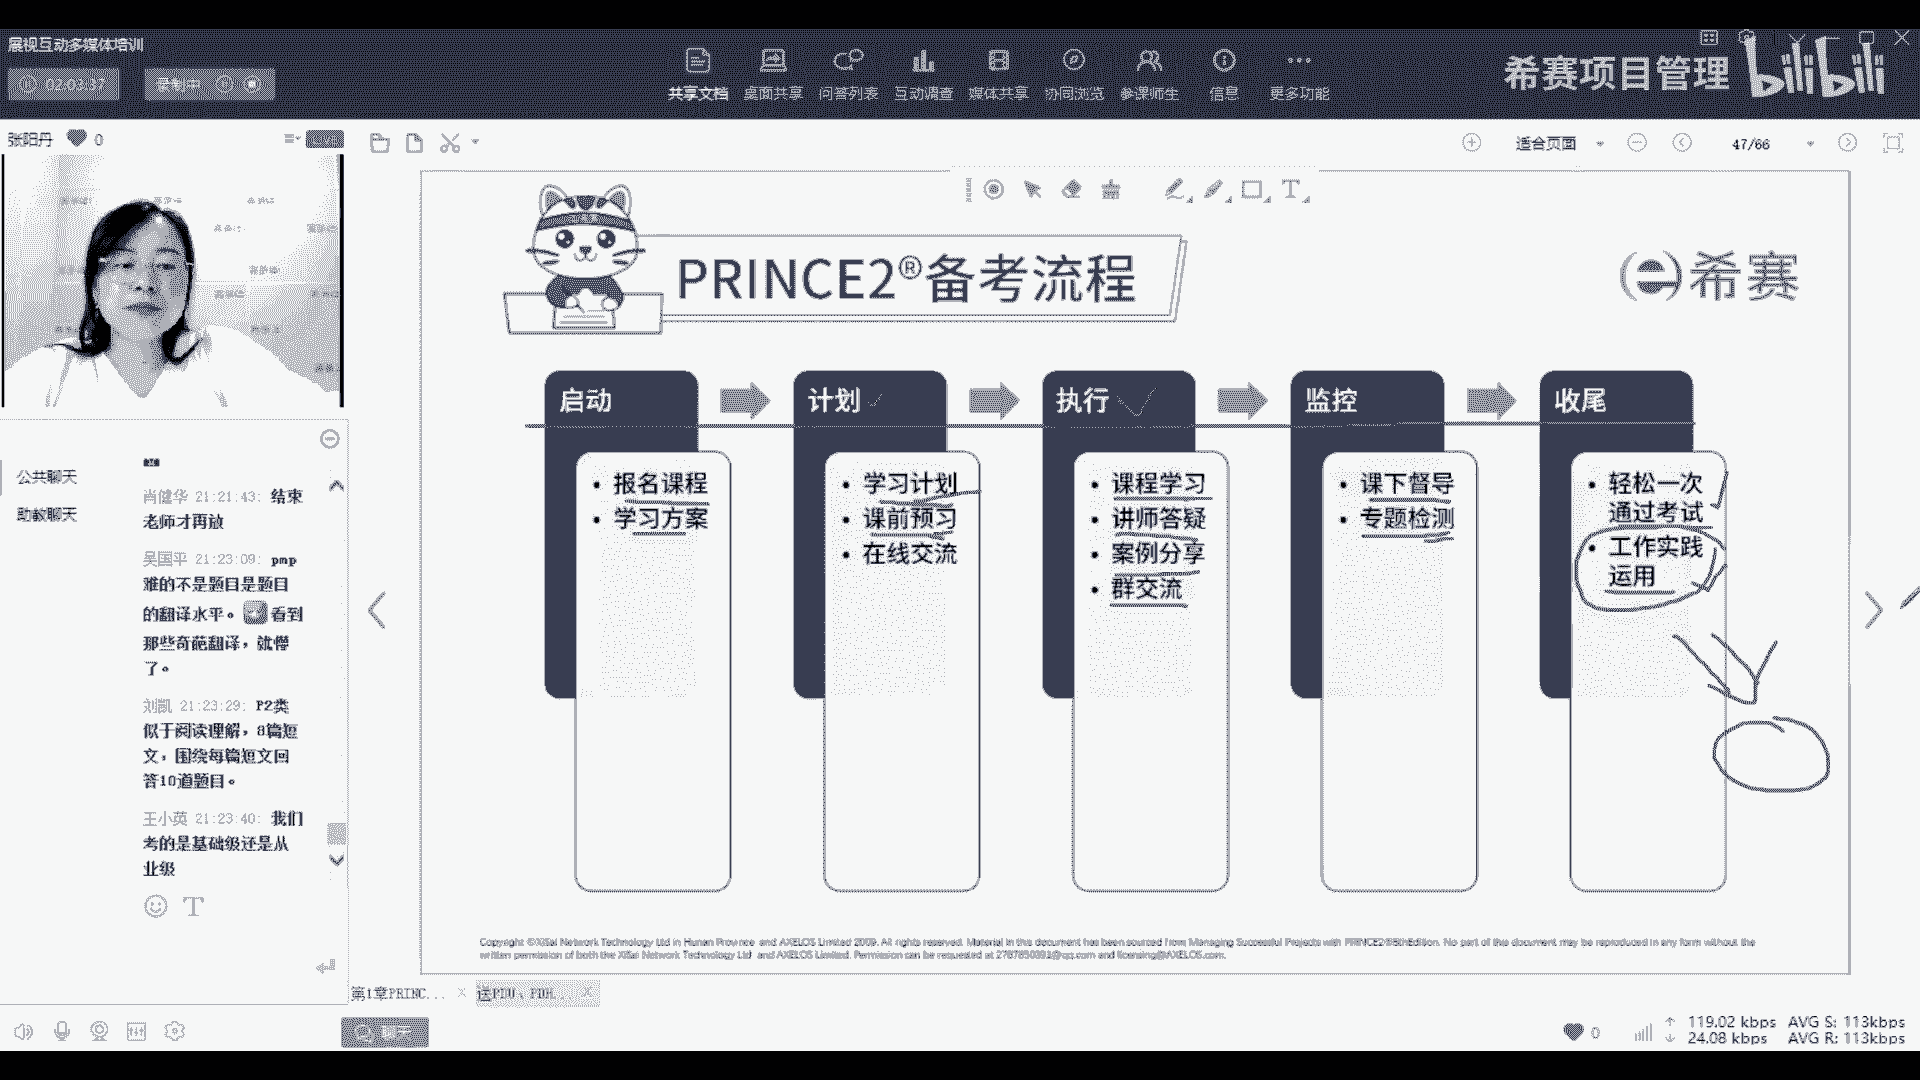 展视互动多媒体培训
02:03:37
录制中
共享文档
桌面共享
问答列表
互动调查
媒体共享
协同浏览
参课师生
信息
更多功能
希赛项目管理
bilibili
张阳丹
0
适合页面
47/66
PRINCE2®备考流程
希赛
启动
• 报名课程
• 学习方案
计划
• 学习计划
• 课前预习
• 在线交流
执行
• 课程学习
• 讲师答疑
• 案例分享
• 群交流
监控
• 课下督导
• 专题检测
收尾
• 轻松一次
通过考试
• 工作实践
运用
公共聊天
助教聊天
肖健华 21:21:43: 结束
老师才再放
吴国平 21:23:09: pmp
难的不是题目是题目
的翻译水平。 看到
那些奇葩翻译，就懵
了。
刘凯 21:23:29: P2类
似于阅读理解，8篇短
文，围绕每篇短文回
答10道题目。
王小英 21:23:40: 我们
考的是基础级还是从
业级
Copyright ©XiSai Network Technology Ltd in Hunan Province and AXELOS Limited 2009. All rights reserved. Material in this document has been sourced from Managing Successful Projects with PRINCE2®6thEdition. No part of this document may be reproduced in any form without the
written permission of both the XiSai Network Technology Ltd and AXELOS Limited. Permission can be requested at and licensing@AXELOS.com.
第1章PRINC...
送PDU、PDH...
聊天
0
119.02 kbps AVG S: 113kbps
24.08 kbps AVG R: 113kbps